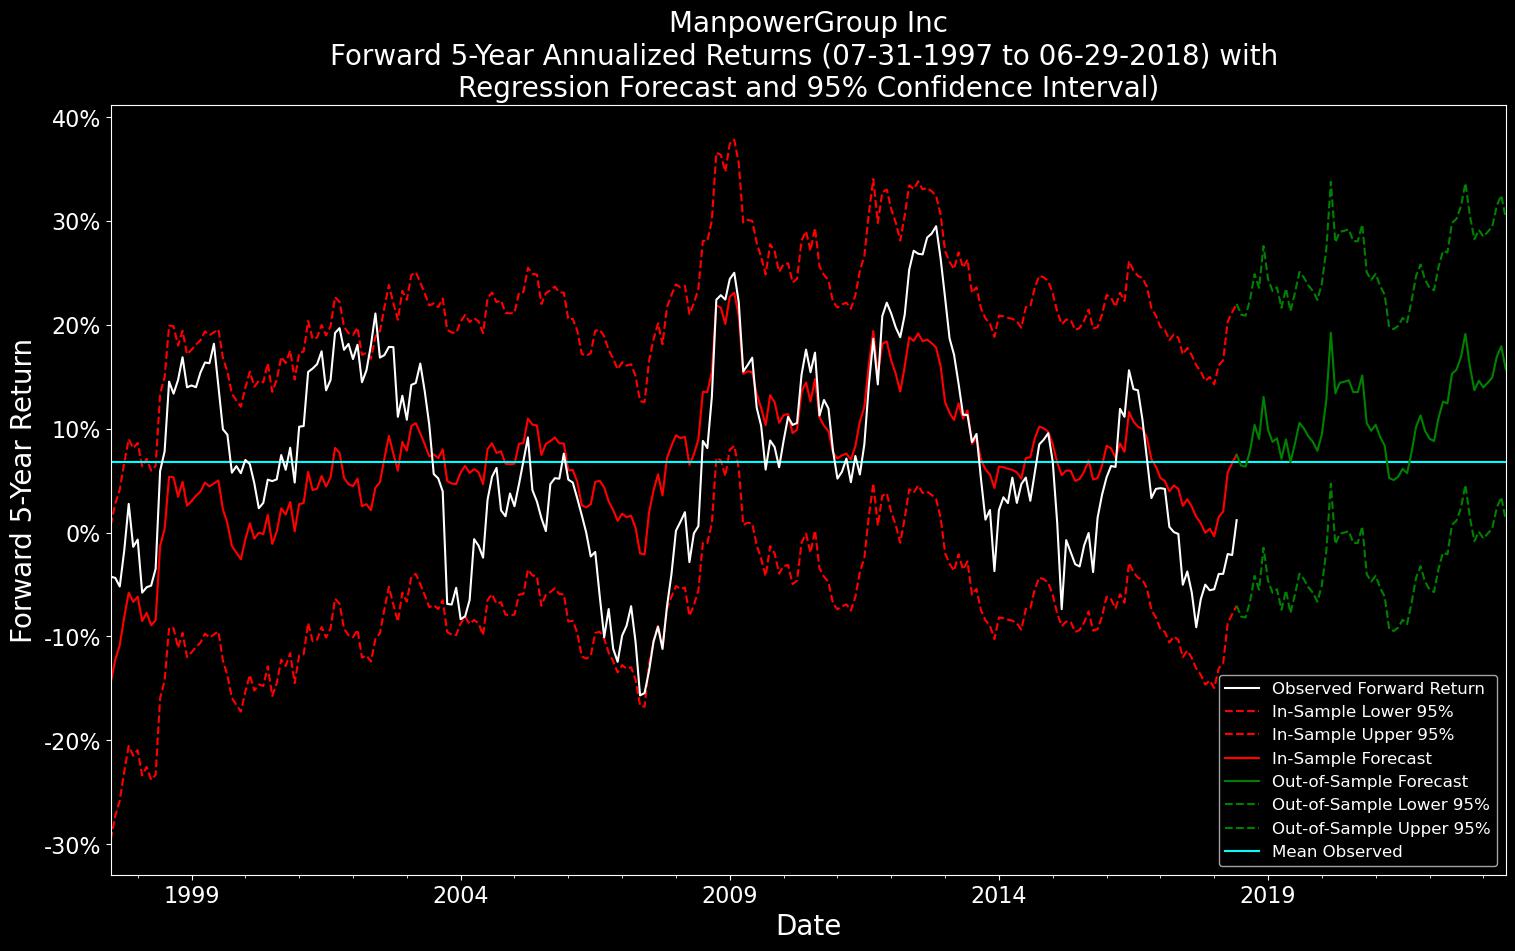 ManpowerGroup Inc
Forward 5-Year Annualized Returns (07-31-1997 to 06-29-2018) with
Regression Forecast and 95% Confidence Interval)
Forward 5-Year Return
40%
30%
20%
10%
0%
-10%
-20%
-30%
1999
2004
2009
2014
2019
Date
Observed Forward Return
In-Sample Lower 95%
In-Sample Upper 95%
In-Sample Forecast
Out-of-Sample Forecast
Out-of-Sample Lower 95%
Out-of-Sample Upper 95%
Mean Observed